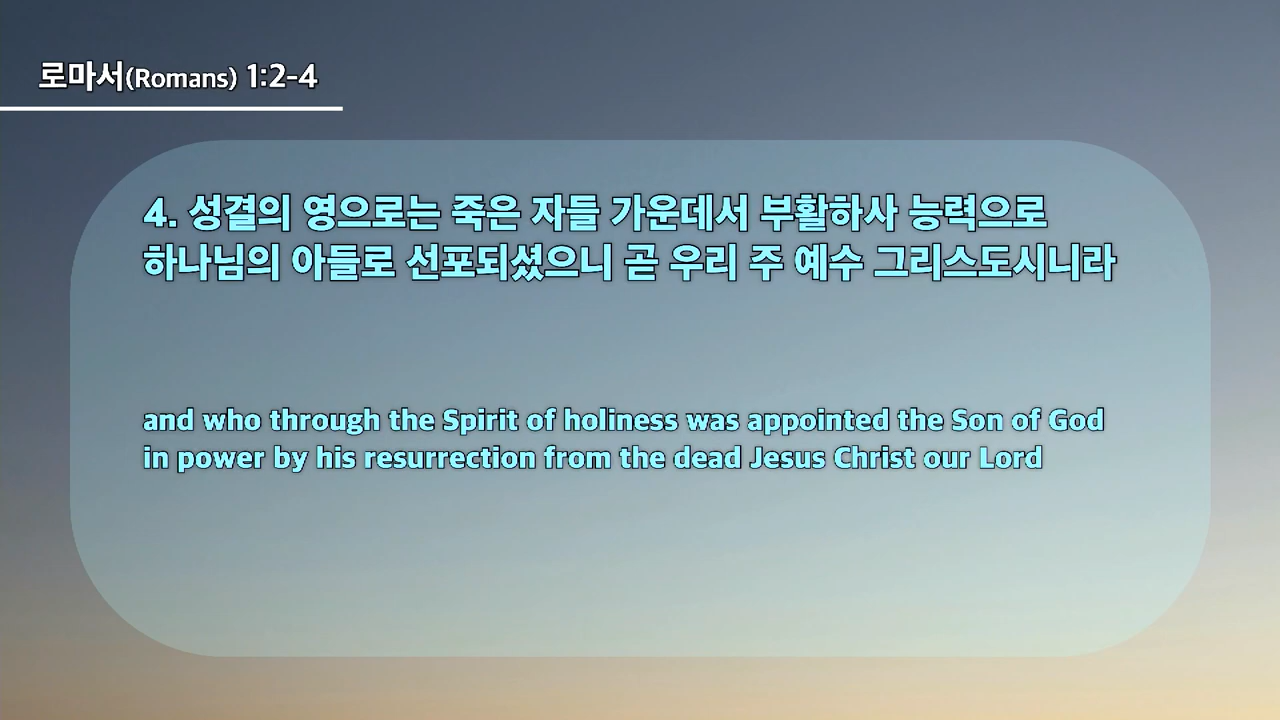 로마서(Romans) 1:2-4
4. 성결의 영으로는 죽은 자들 가운데서 부활하사 능력으로
하나님의 아들로 선포되셨으니 곧 우리 주 예수 그리스도시니라
and who through the Spirit of holiness was appointed the Son of God
in power by his resurrection from the dead Jesus Christ our Lord